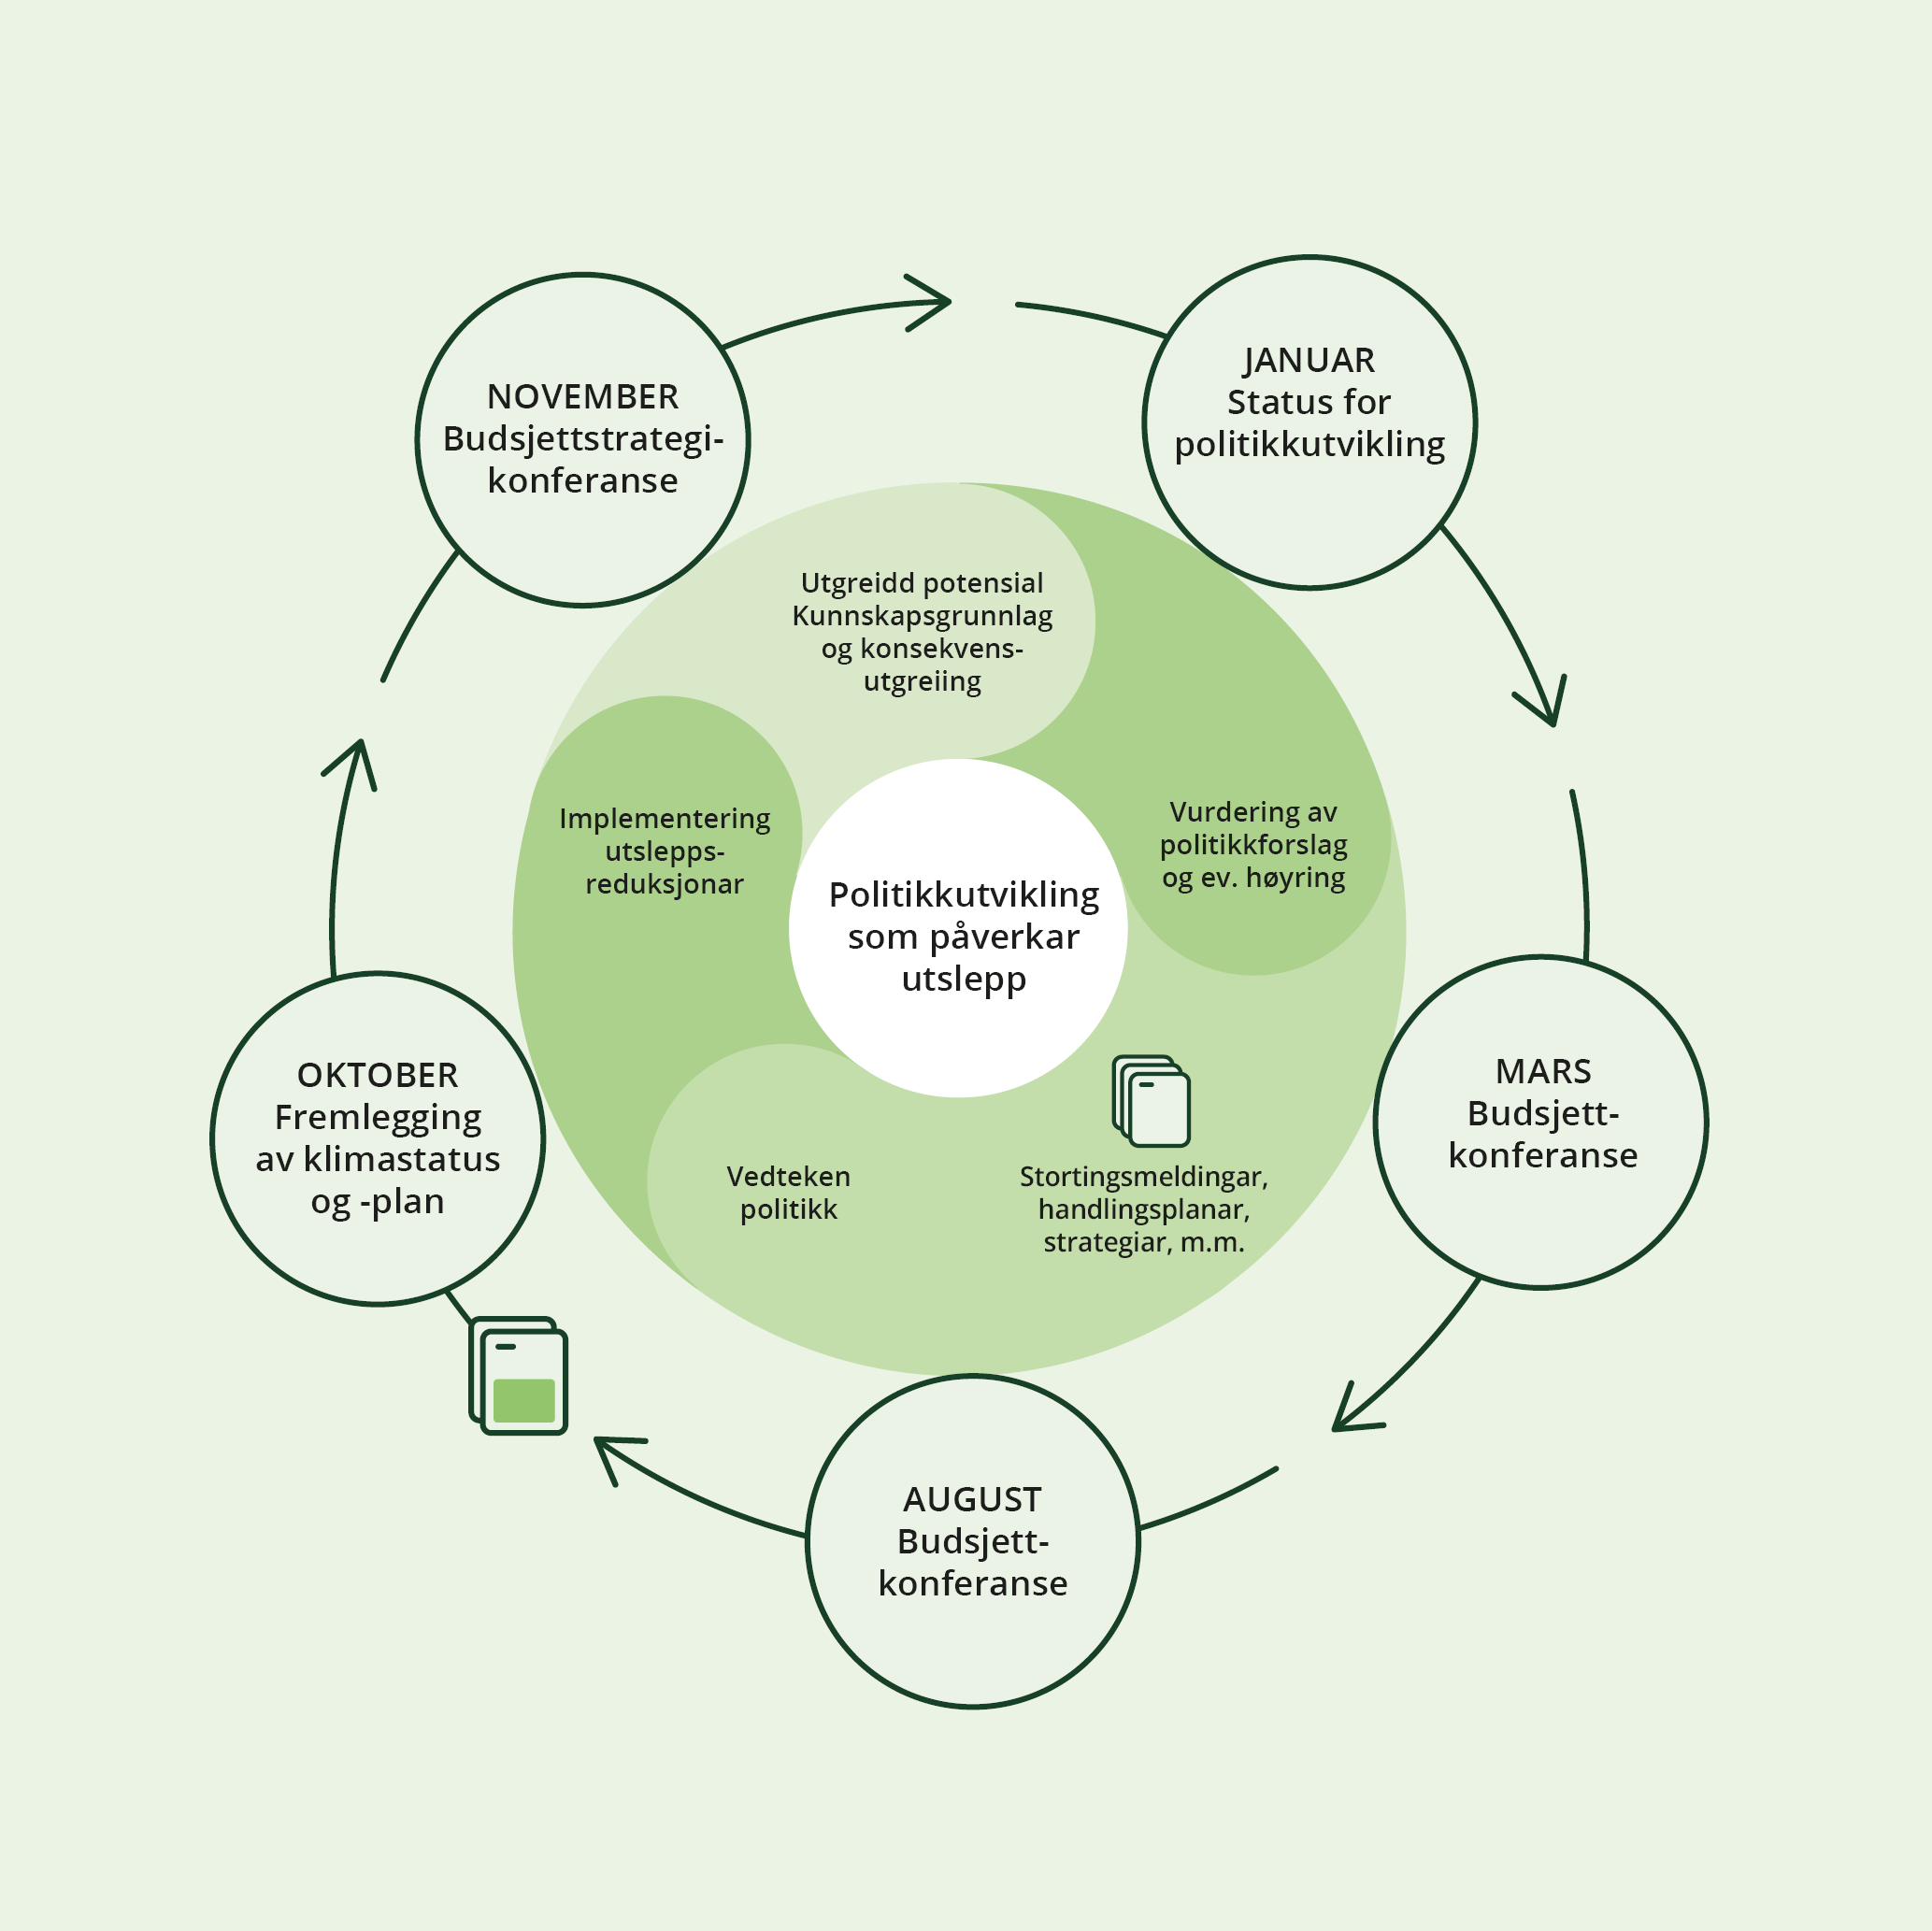 NOVEMBER
Budsjettstrategi-
konferanse
JANUAR
Status for
politikkutvikling
Utgreidd potensial
Kunnskapsgrunnlag
og konsekvens-
utgreiing
Implementering
utslepps-
reduksjonar
Vurdering av
politikkforslag
og ev. høyring
Politikkutvikling
som påverkar
utslepp
OKTOBER
Fremlegging
av klimastatus
og -plan
MARS
Budsjett-
konferanse
Vedteken
politikk
Stortingsmeldingar,
handlingsplanar,
strategiar, m.m.
AUGUST
Budsjett-
konferanse